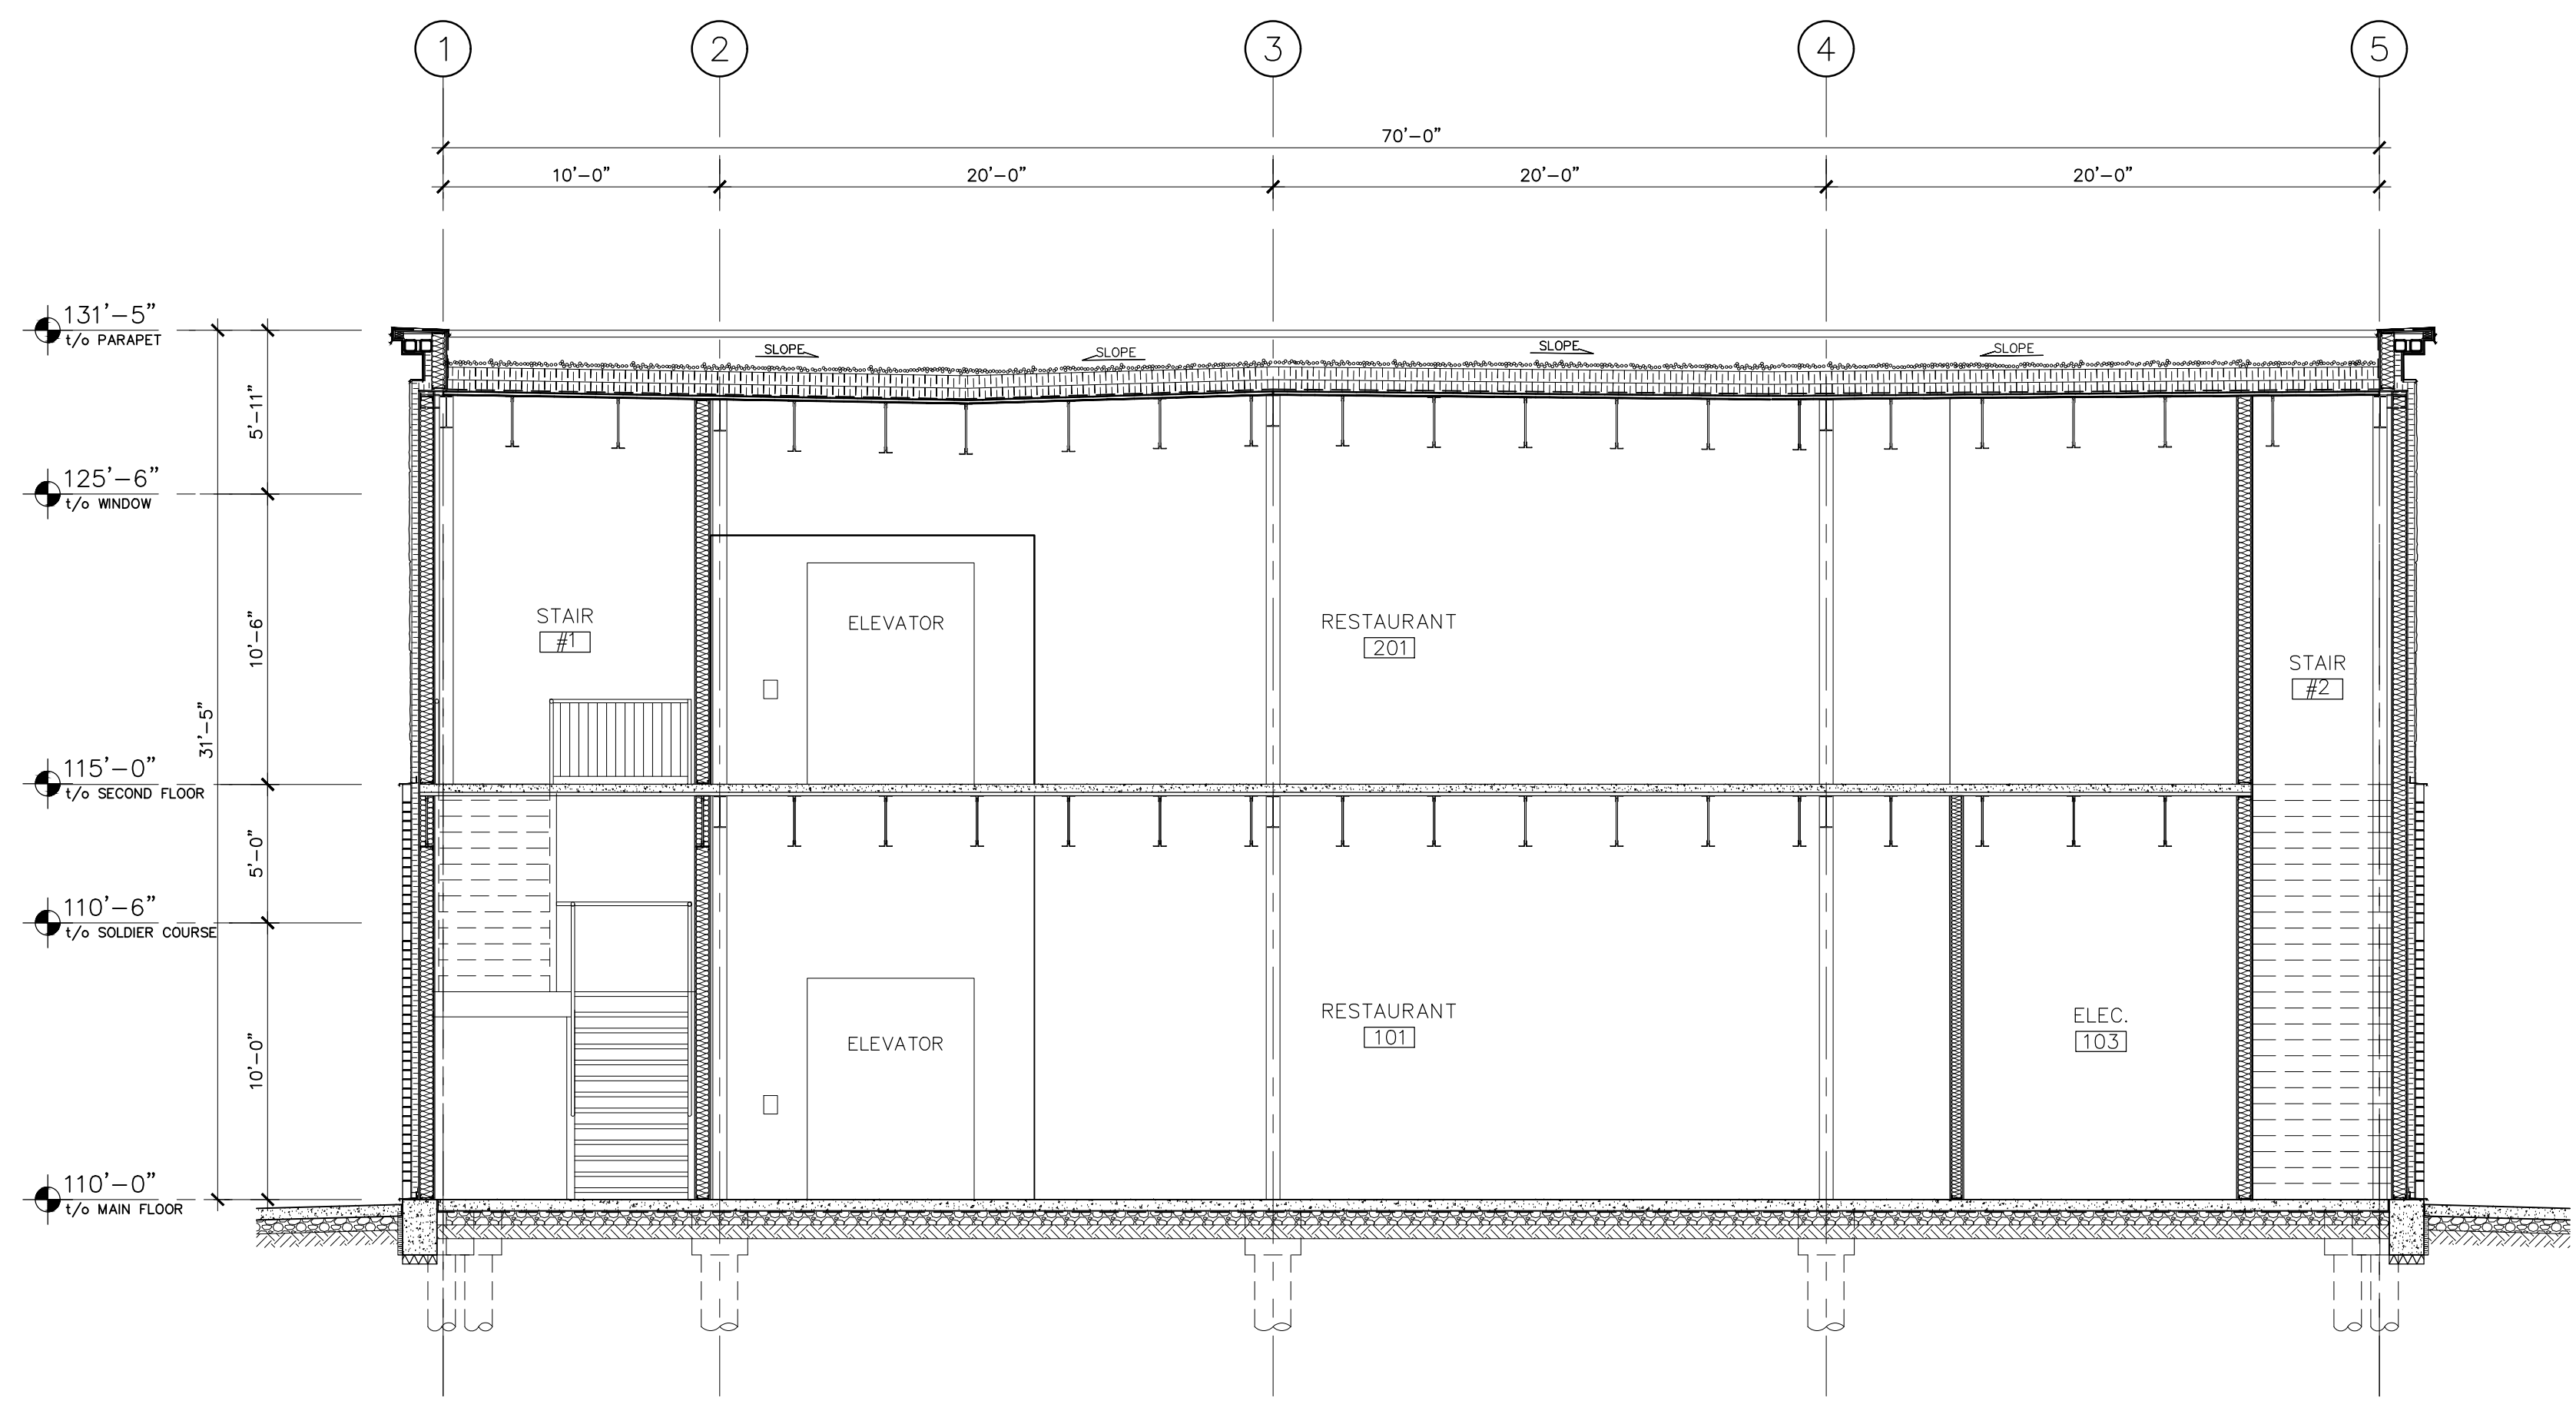 1 2 3 4 5
70'-0"
10'-0" 20'-0" 20'-0" 20'-0"
131'-5"
t/o PARAPET
SLOPE SLOPE SLOPE SLOPE
5'-11"
125'-6"
t/o WINDOW
10'-6"
STAIR
#1
ELEVATOR
RESTAURANT
201
STAIR
#2
31'-5"
115'-0"
t/o SECOND FLOOR
5'-0"
110'-6"
t/o SOLDIER COURSE
10'-0"
ELEVATOR
RESTAURANT
101
ELEC.
103
110'-0"
t/o MAIN FLOOR